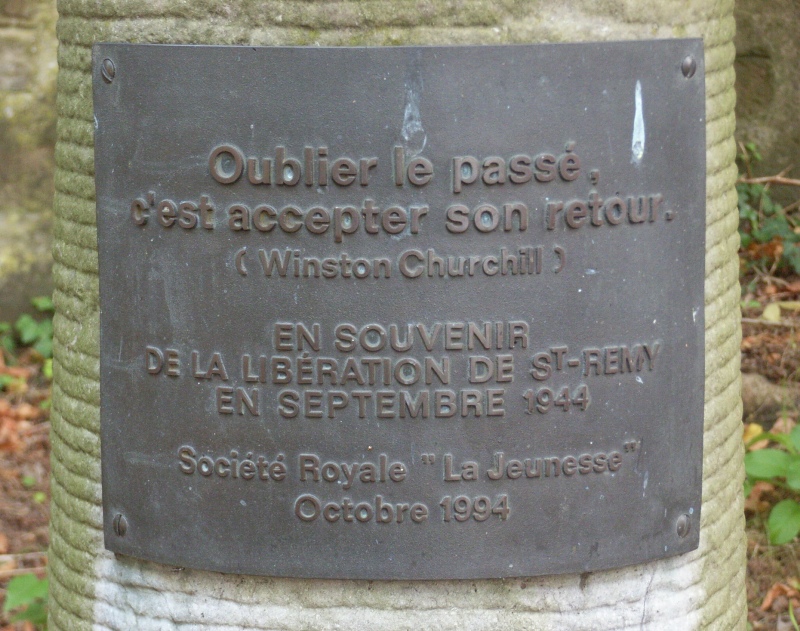 Oublier le passé,
c'est accepter son retour.
(Winston Churchill)
EN SOUVENIR
DE LA LIBÉRATION DE ST-REMY
EN SEPTEMBRE 1944
Société Royale "La Jeunesse"
Octobre 1994